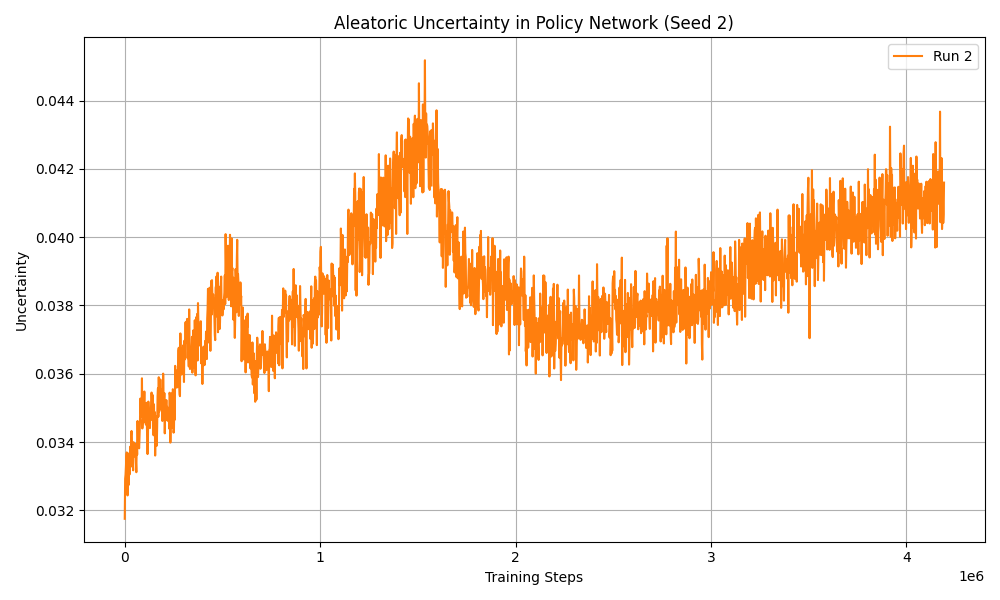 Aleatoric Uncertainty in Policy Network (Seed 2)
Run 2
Uncertainty
0.044
0.042
0.040
0.038
0.036
0.034
0.032
0 1 2 3 4
1e6
Training Steps